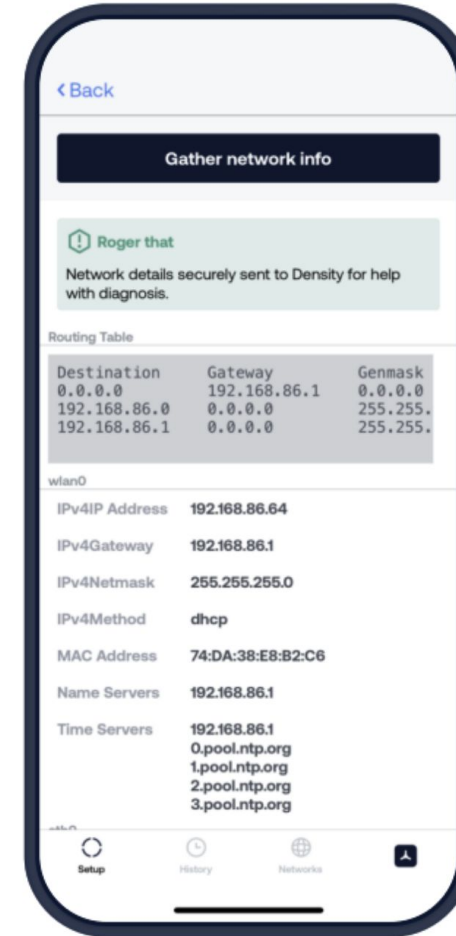 Back
Gather network info
Roger that
Network details securely sent to Density for help
with diagnosis.
Routing Table
Destination Gateway Genmask
0.0.0.0 192.168.86.1 0.0.0.0
192.168.86.0 0.0.0.0 255.255.
192.168.86.1 0.0.0.0 255.255.
wlan0
IPv4IP Address 192.168.86.64
IPv4Gateway 192.168.86.1
IPv4Netmask 255.255.255.0
IPv4Method dhcp
MAC Address 74:DA:38:E8:B2:C6
Name Servers 192.168.86.1
Time Servers 192.168.86.1
0.pool.ntp.org
1.pool.ntp.org
2.pool.ntp.org
3.pool.ntp.org
Setup History Networks